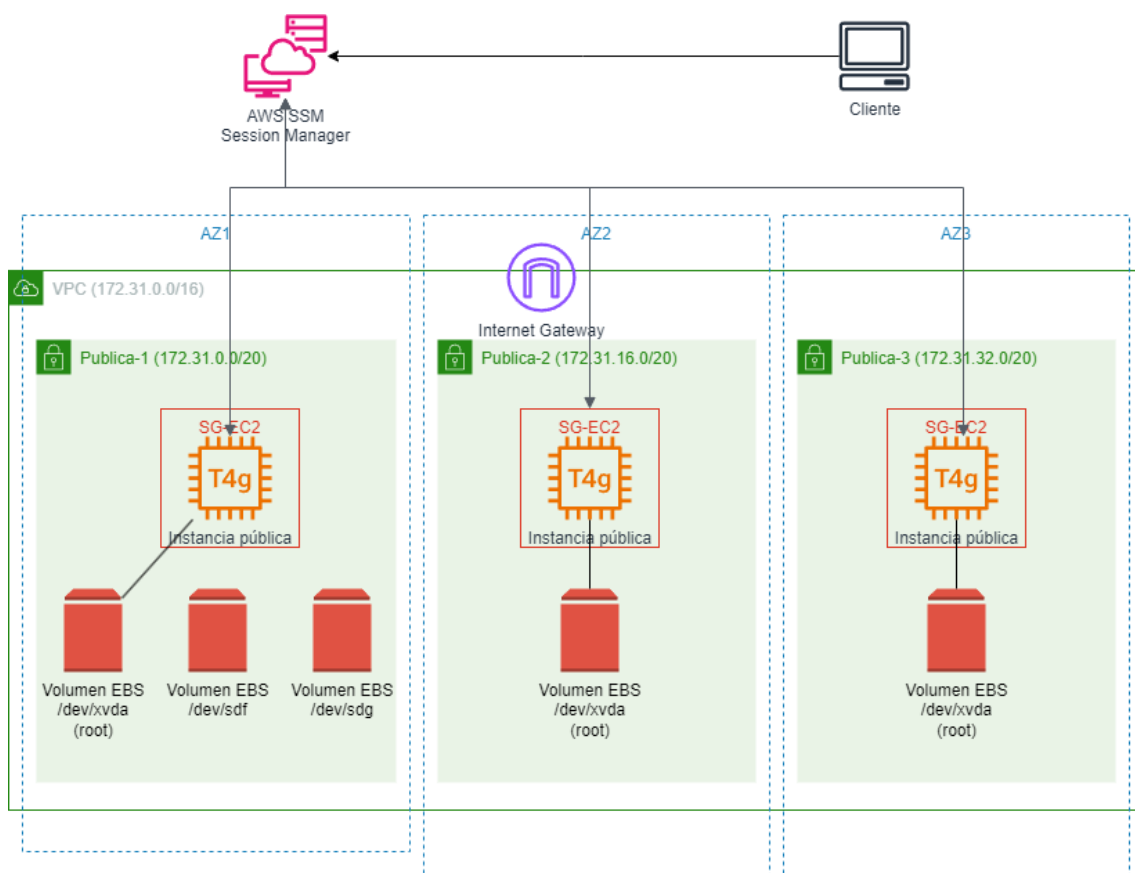 AWS SSM
Session Manager
Cliente
AZ1
AZ2
AZ3
VPC (172.31.0.0/16)
Internet Gateway
Publica-1 (172.31.0.0/20)
Publica-2 (172.31.16.0/20)
Publica-3 (172.31.32.0/20)
SG-EC2
T4g
Instancia pública
SG-EC2
T4g
Instancia pública
SG-EC2
T4g
Instancia pública
Volumen EBS
/dev/xvda
(root)
Volumen EBS
/dev/sdf
Volumen EBS
/dev/sdg
Volumen EBS
/dev/xvda
(root)
Volumen EBS
/dev/xvda
(root)